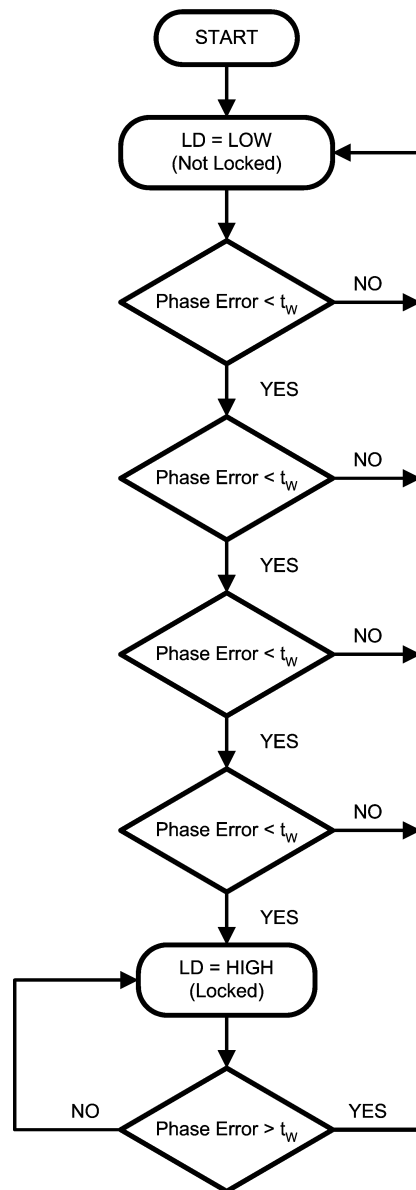 START
LD = LOW
(Not Locked)
Phase Error < tW
NO
YES
Phase Error < tW
NO
YES
Phase Error < tW
NO
YES
Phase Error < tW
NO
YES
LD = HIGH
(Locked)
NO
Phase Error > tW
YES